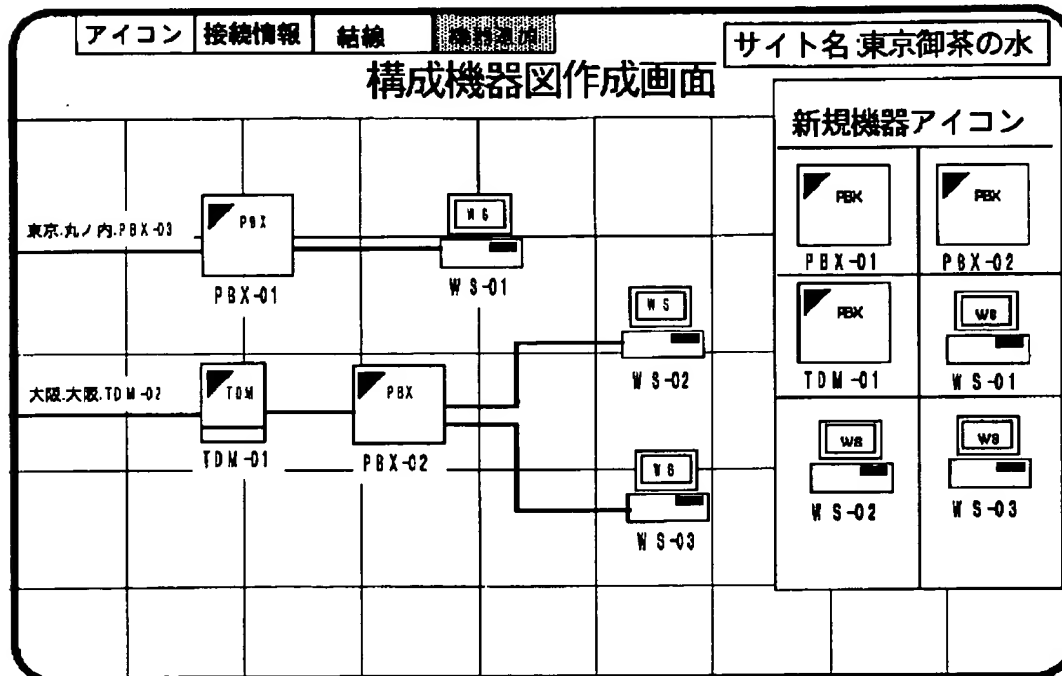 アイコン 接続情報 結線 機器追加
サイト名:東京御茶の水
構成機器図作成画面
新規機器アイコン
PBX PBX
PBX-01 PBX-02
PBX WS
TDM-01 WS-01
WS WS
WS-02 WS-03
東京.丸ノ内.PBX-03
PBX
PBX-01
WS
WS-01
WS
WS-02
大阪.大阪.TDM-02
TDM
TDM-01
PBX
PBX-02
WS
WS-03